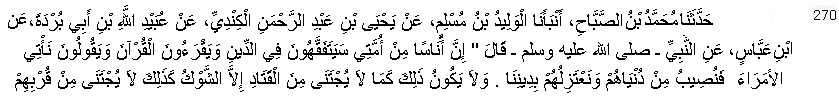 270 حَدَّثَنَا مُحَمَّدُ بْنُ الصَّبَّاحِ، أَنْبَأَنَا الْوَلِيدُ بْنُ مُسْلِمٍ، عَنْ يَحْيَى بْنِ عَبْدِ الرَّحْمَنِ الْكِنْدِيِّ، عَنْ عُبَيْدِ اللَّهِ بْنِ أَبِي بُرْدَةَ، عَنِ
ابْنِ عَبَّاسٍ، عَنِ النَّبِيِّ ـ صلى الله عليه وسلم ـ قَالَ " إِنَّ أُنَاسًا مِنْ أُمَّتِي سَيَتَفَقَّهُونَ فِي الدِّينِ وَيَقْرَءُونَ الْقُرْآنَ وَيَقُولُونَ نَأْتِي
الأُمَرَاءَ فَنُصِيبُ مِنْ دُنْيَاهُمْ وَنَعْتَزِلُهُمْ بِدِينِنَا . وَلاَ يَكُونُ ذَلِكَ كَمَا لاَ يُجْتَنَى مِنَ الْقَتَادِ إِلاَّ الشَّوْكُ كَذَلِكَ لاَ يُجْتَنَى مِنْ قُرْبِهِمْ